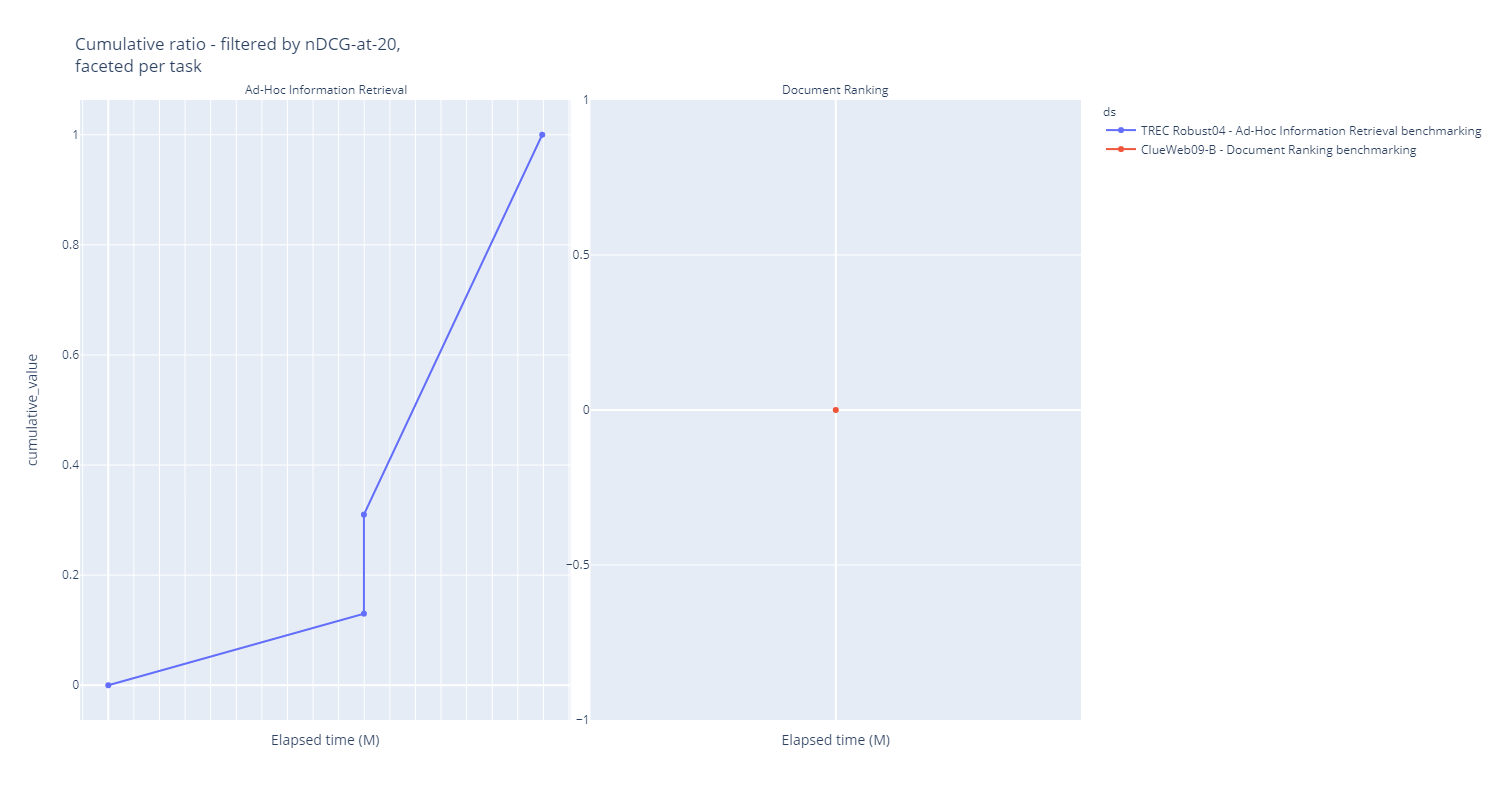 Cumulative ratio - filtered by nDCG-at-20,
faceted per task
Ad-Hoc Information Retrieval
Document Ranking
ds
TREC Robust04 - Ad-Hoc Information Retrieval benchmarking
ClueWeb09-B - Document Ranking benchmarking
cumulative_value
1
0.8
0.6
0.4
0.2
0
1
0.5
0
−0.5
−1
Elapsed time (M)
Elapsed time (M)